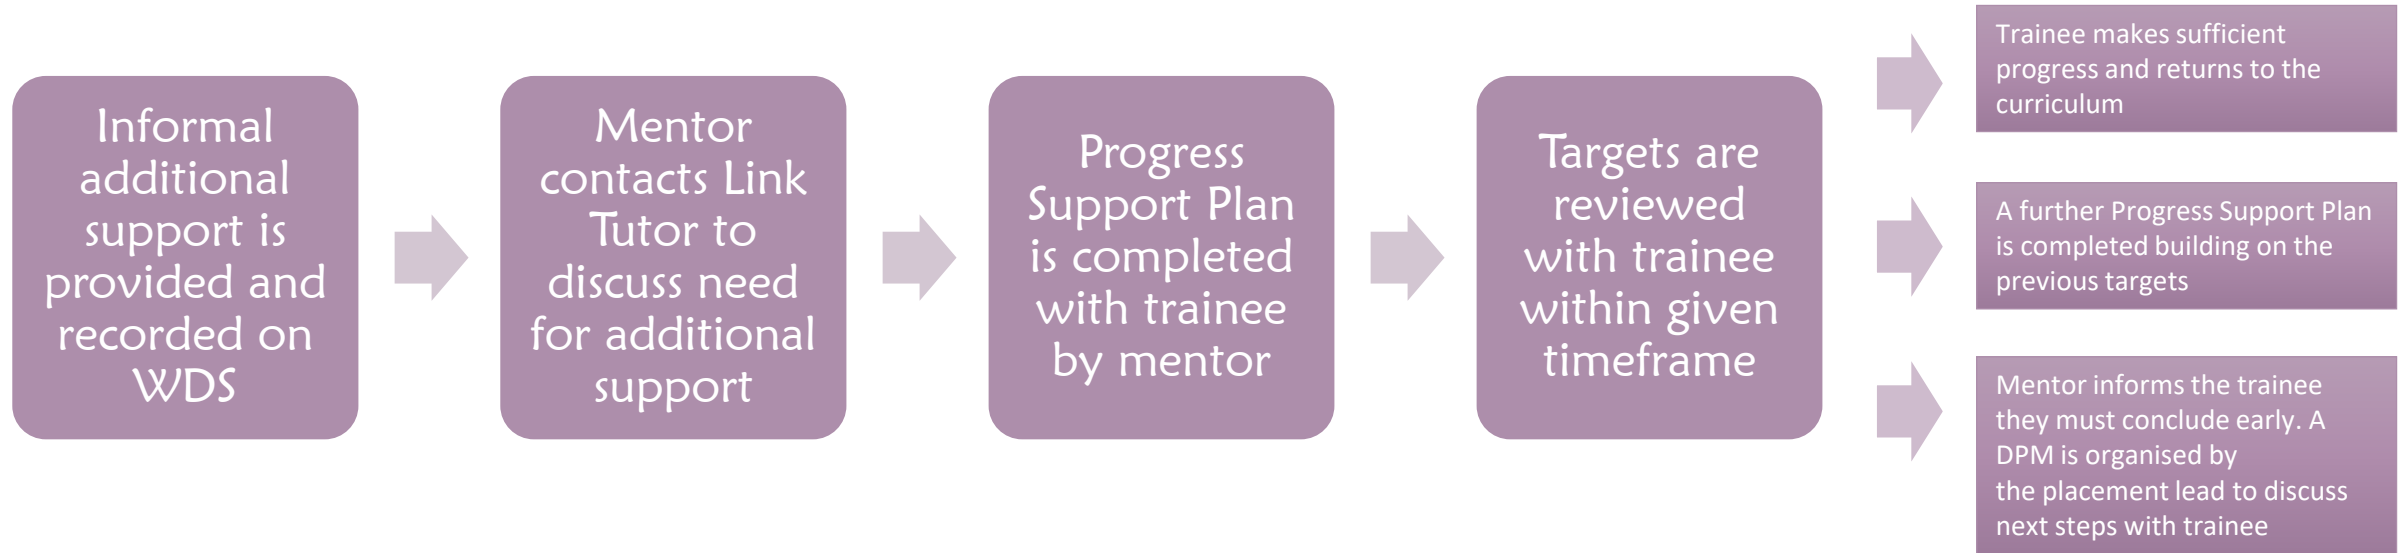 Informal
additional
support is
provided and
recorded on
WDS
Mentor
contacts Link
Tutor to
discuss need
for additional
support
Progress
Support Plan
is completed
with trainee
by mentor
Targets are
reviewed
with trainee
within given
timeframe
Trainee makes sufficient
progress and returns to the
curriculum
A further Progress Support Plan
is completed building on the
previous targets
Mentor informs the trainee
they must conclude early. A
DPM is organised by
the placement lead to discuss
next steps with trainee